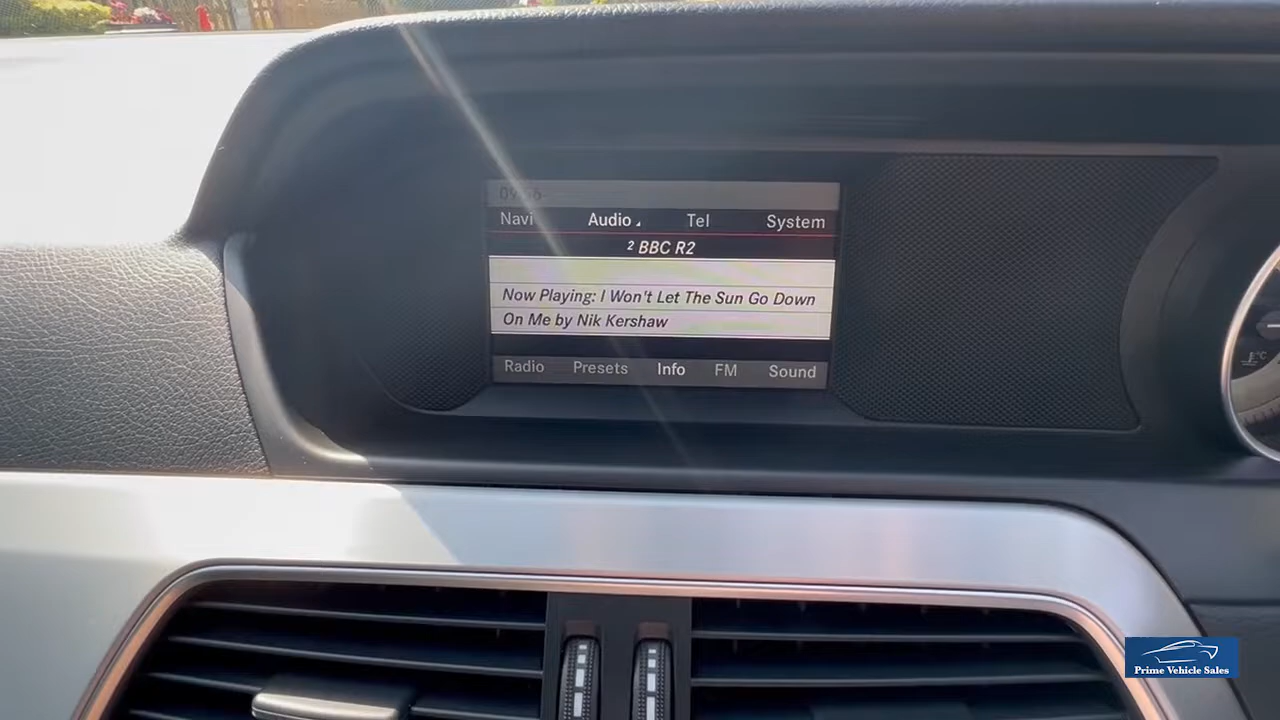 Navi Audio Tel System
2 BBC R2
Now Playing: I Won't Let The Sun Go Down
On Me by Nik Kershaw
Radio Presets Info FM Sound
°C
Prime Vehicle Sales